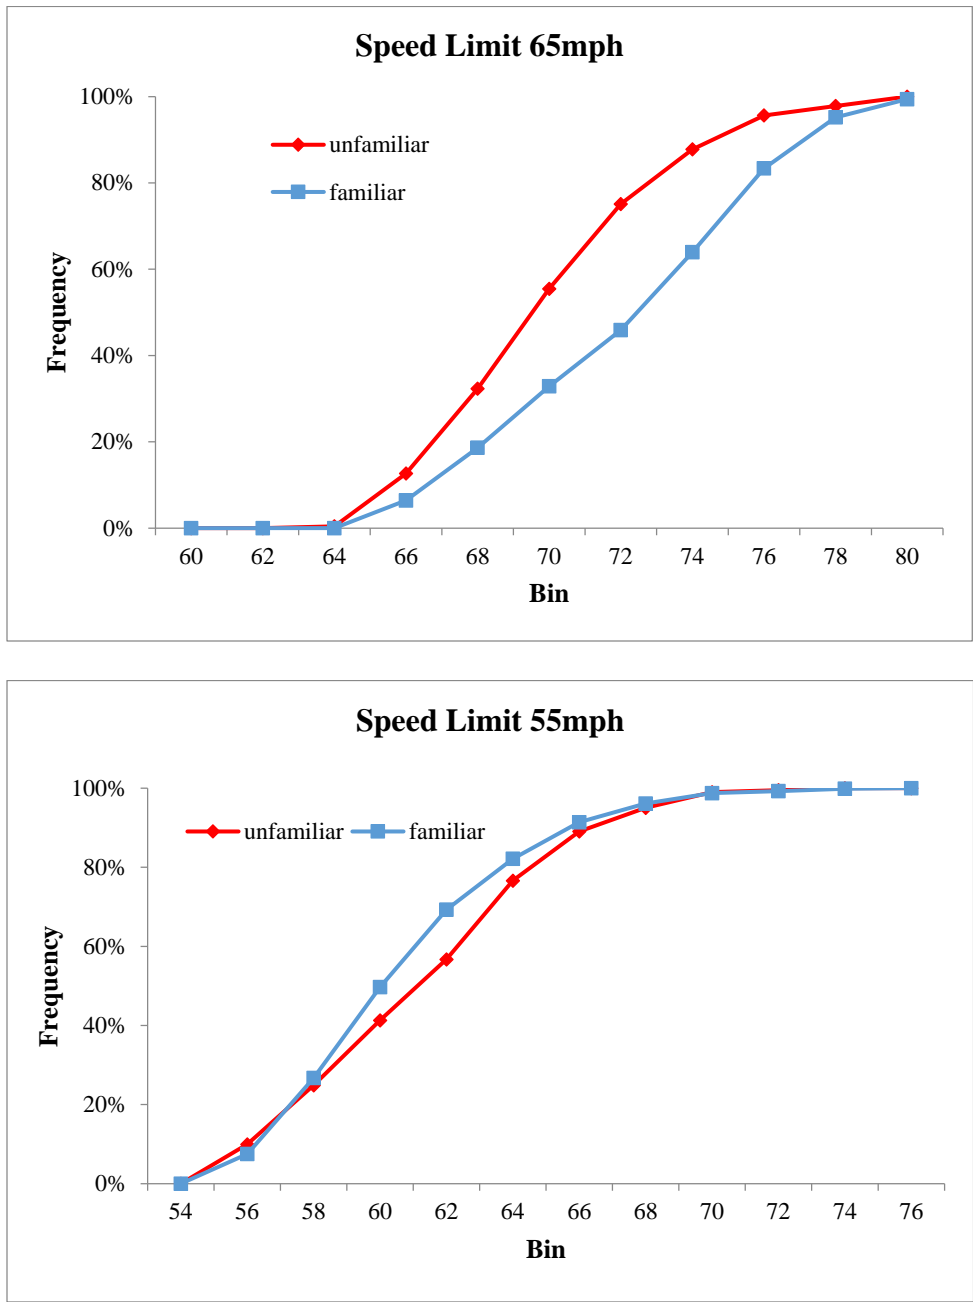 Speed Limit 65mph
100%
80%
60%
40%
20%
0%
unfamiliar
familiar
Frequency
60 62 64 66 68 70 72 74 76 78 80
Bin
Speed Limit 55mph
100%
80%
60%
40%
20%
0%
unfamiliar familiar
Frequency
54 56 58 60 62 64 66 68 70 72 74 76
Bin